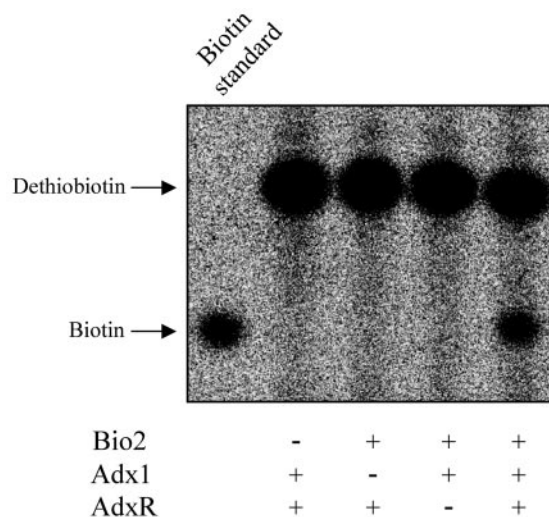 Biotin
standard
Dethiobiotin
Biotin
Bio2 - + + +
Adx1 + - + +
AdxR + + - +